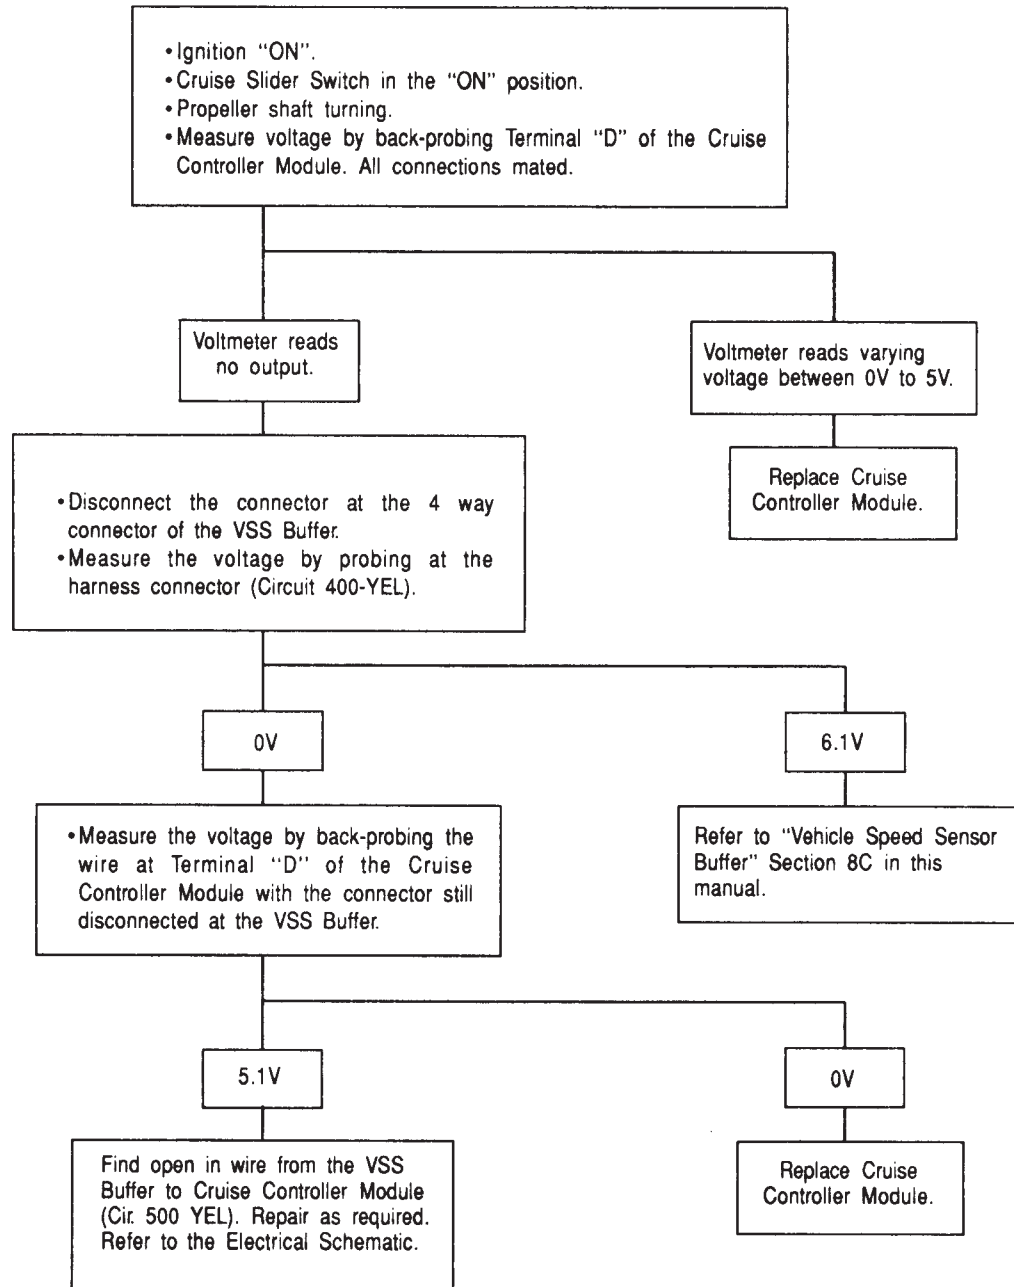 •Ignition “ON”.
•Cruise Slider Switch in the “ON” position.
•Propeller shaft turning.
•Measure voltage by back-probing Terminal “D” of the Cruise
Controller Module. All connections mated.
Voltmeter reads
no output.
Voltmeter reads varying
voltage between 0V to 5V.
Replace Cruise
Controller Module.
•Disconnect the connector at the 4 way
connector of the VSS Buffer.
•Measure the voltage by probing at the
harness connector (Circuit 400-YEL).
0V
6.1V
•Measure the voltage by back-probing the
wire at Terminal “D” of the Cruise
Controller Module with the connector still
disconnected at the VSS Buffer.
Refer to “Vehicle Speed Sensor
Buffer” Section 8C in this
manual.
5.1V
0V
Find open in wire from the VSS
Buffer to Cruise Controller Module
(Cir. 500 YEL). Repair as required.
Refer to the Electrical Schematic.
Replace Cruise
Controller Module.